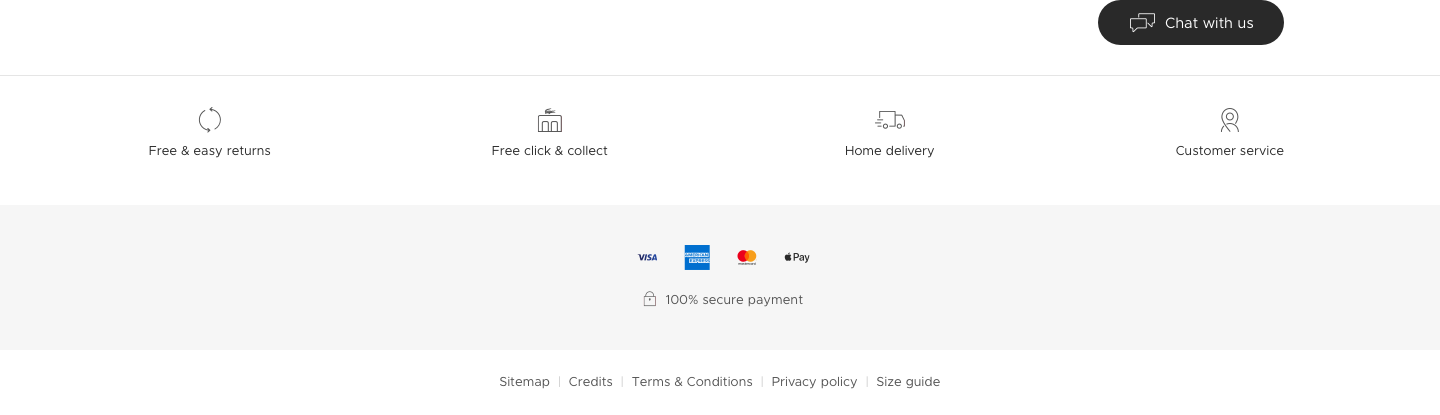 Chat with us
Free & easy returns
Free click & collect
Home delivery
Customer service
VISA
AMERICAN EXPRESS
mastercard
Pay
100% secure payment
Sitemap | Credits | Terms & Conditions | Privacy policy | Size guide